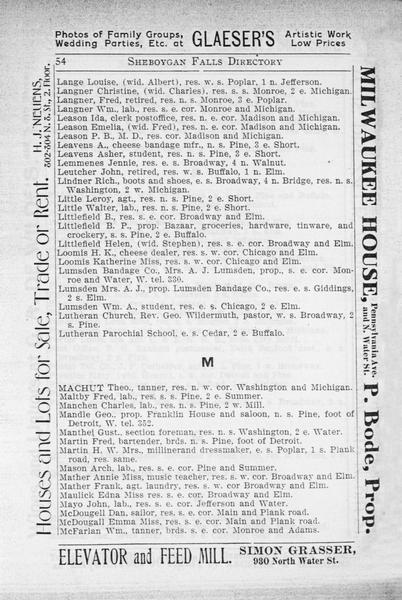 Photos of Family Groups,
Wedding Parties, Etc. at
GLAESER'S
Artistic Work
Low Prices
54 SHEBOYGAN FALLS DIRECTORY
Lange Louise, (wid. Albert), res. w. s. Poplar, 1 n. Jefferson.
Langner Christine, (wid. Charles), res. s. s. Monroe, 2 e. Michigan.
Langner, Fred, retired, res. n. s. Monroe, 3 e. Poplar.
Langner Wm., lab., res. s. e. cor. Monroe and Michigan.
Leason Ida, clerk postoffice, res. n. e. cor. Madison and Michigan.
Leason Emelia, (wid. Fred), res. n. e. cor. Madison and Michigan.
Leason P. B., M. D., res. cor. Madison and Michigan.
Leavens A., cheese bandage mfr., n. s. Pine, 3 e. Short.
Leavens Asher, student, res. n. s. Pine, 3 e. Short.
Lemmenes Jennie, res. e. s. Broadway, 4 n. Walnut.
Leutcher John, retired, res. w. s. Buffalo, 1 n. Elm.
Lindner Rich., boots and shoes, e. s. Broadway, 4 n. Bridge, res. n. s.
Washington, 2 w. Michigan.
Little Leroy, agt., res. n. s. Pine, 2 e. Short.
Little Walter, lab., res. n. s. Pine, 2 e. Short.
Littlefield B., res. s. e. cor. Broadway and Elm.
Littlefield B. P., prop. Bazaar, groceries, hardware, tinware, and
crockery, s. s. Pine, 2 e. Buffalo.
Littlefield Helen, (wid. Stephen), res. s. e. cor. Broadway and Elm.
Loomis H. K., cheese dealer, res. s. w. cor. Chicago and Elm.
Loomis Katherine Miss, res. s. w. cor. Chicago and Elm.
Lumsden Bandage Co., Mrs. A. J. Lumsden, prop., s. e. cor. Mon-
roe and Water, W. tel. 330.
Lumsden Mrs. A. J., prop. Lumsden Bandage Co., res. e. s. Giddings,
2 s. Elm.
Lumsden Wm. A., student, res. e. s. Chicago, 2 e. Elm.
Lutheran Church, Rev. Geo. Wildermuth, pastor, w. s. Broadway, 2
s. Pine.
Lutheran Parochial School, e. s. Cedar, 2 e. Buffalo.
M
MACHUT Theo., tanner, res. n. w. cor. Washington and Michigan.
Maltby Fred, lab., res. s. s. Pine, 2 e. Summer.
Manchen Charles, lab., res. n. s. Pine, 2 w. Mill.
Mandle Geo., prop. Franklin House and saloon, n. s. Pine, foot of
Detroit, W. tel. 352.
Manthei Gust., section foreman, res. n. s. Washington, 2 e. Water.
Martin Fred, bartender, brds. n. s. Pine, foot of Detroit.
Martin H. W. Mrs., millinerand dressmaker, e. s. Poplar, 1 s. Plank
road, res. same.
Mason Arch, lab., res. s. e. cor. Pine and Summer.
Mather Annie Miss, music teacher, res. s. w. cor. Broadway and Elm.
Mather Frank, agt. laundry, res. s. w. cor Broadway and Elm.
Maulick Edna Miss res. s. e. cor. Broadway and Elm.
Mayo John, lab., res. s. e. cor. Jefferson and Water.
McDougell Dan, sailor, res. s. e. cor. Main and Plank road.
McDougall Emma Miss, res. s. e. cor. Main and Plank road.
McFarlan Wm., tanner, brds. s. e. cor. Monroe and Adams.
Houses and Lots for Sale, Trade or Rent.
H. J. NEUENS,
802-804 N. 8. St., 2. Floor.
MILWAUKEE HOUSE,
Pennsylvania Ave.
and N. Water St.
P. Bode, Prop.
ELEVATOR and FEED MILL.
SIMON GRASSER,
930 North Water St.